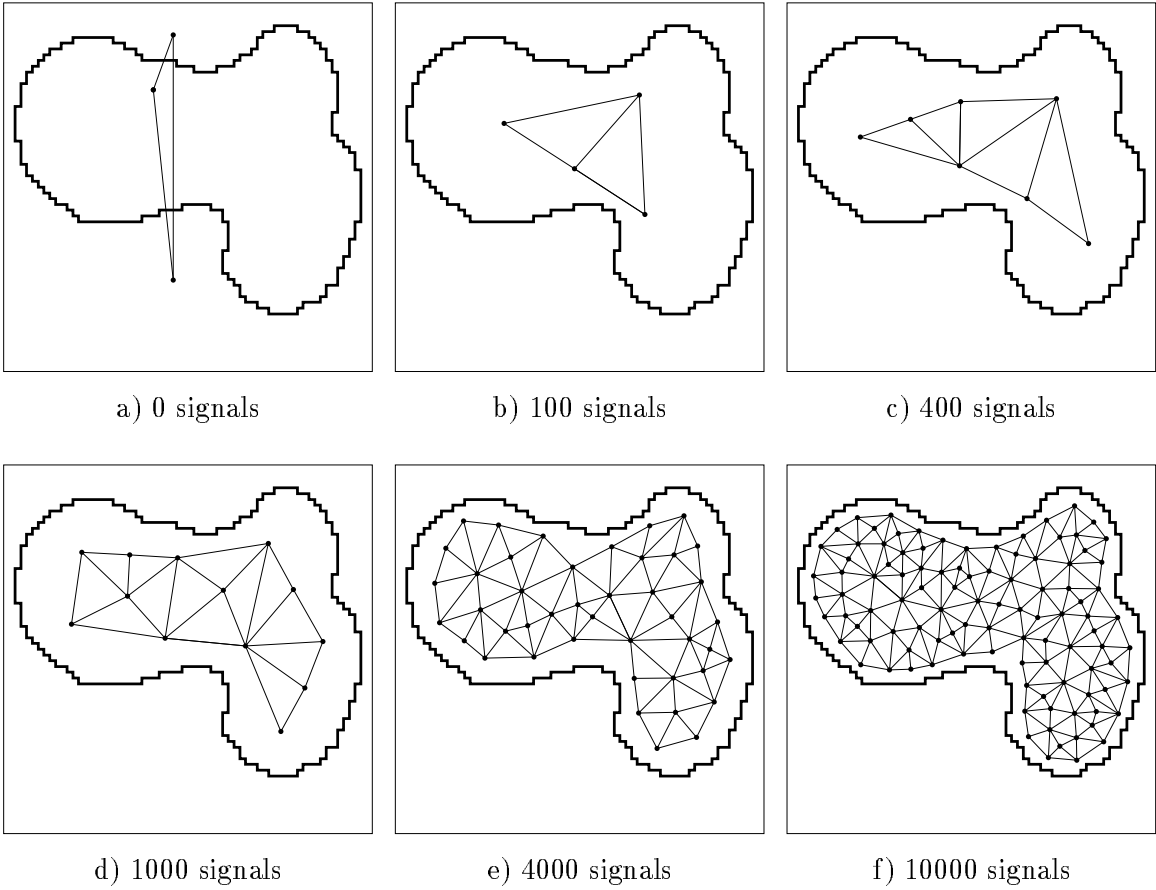 a) 0 signals
b) 100 signals
c) 400 signals
d) 1000 signals
e) 4000 signals
f) 10000 signals